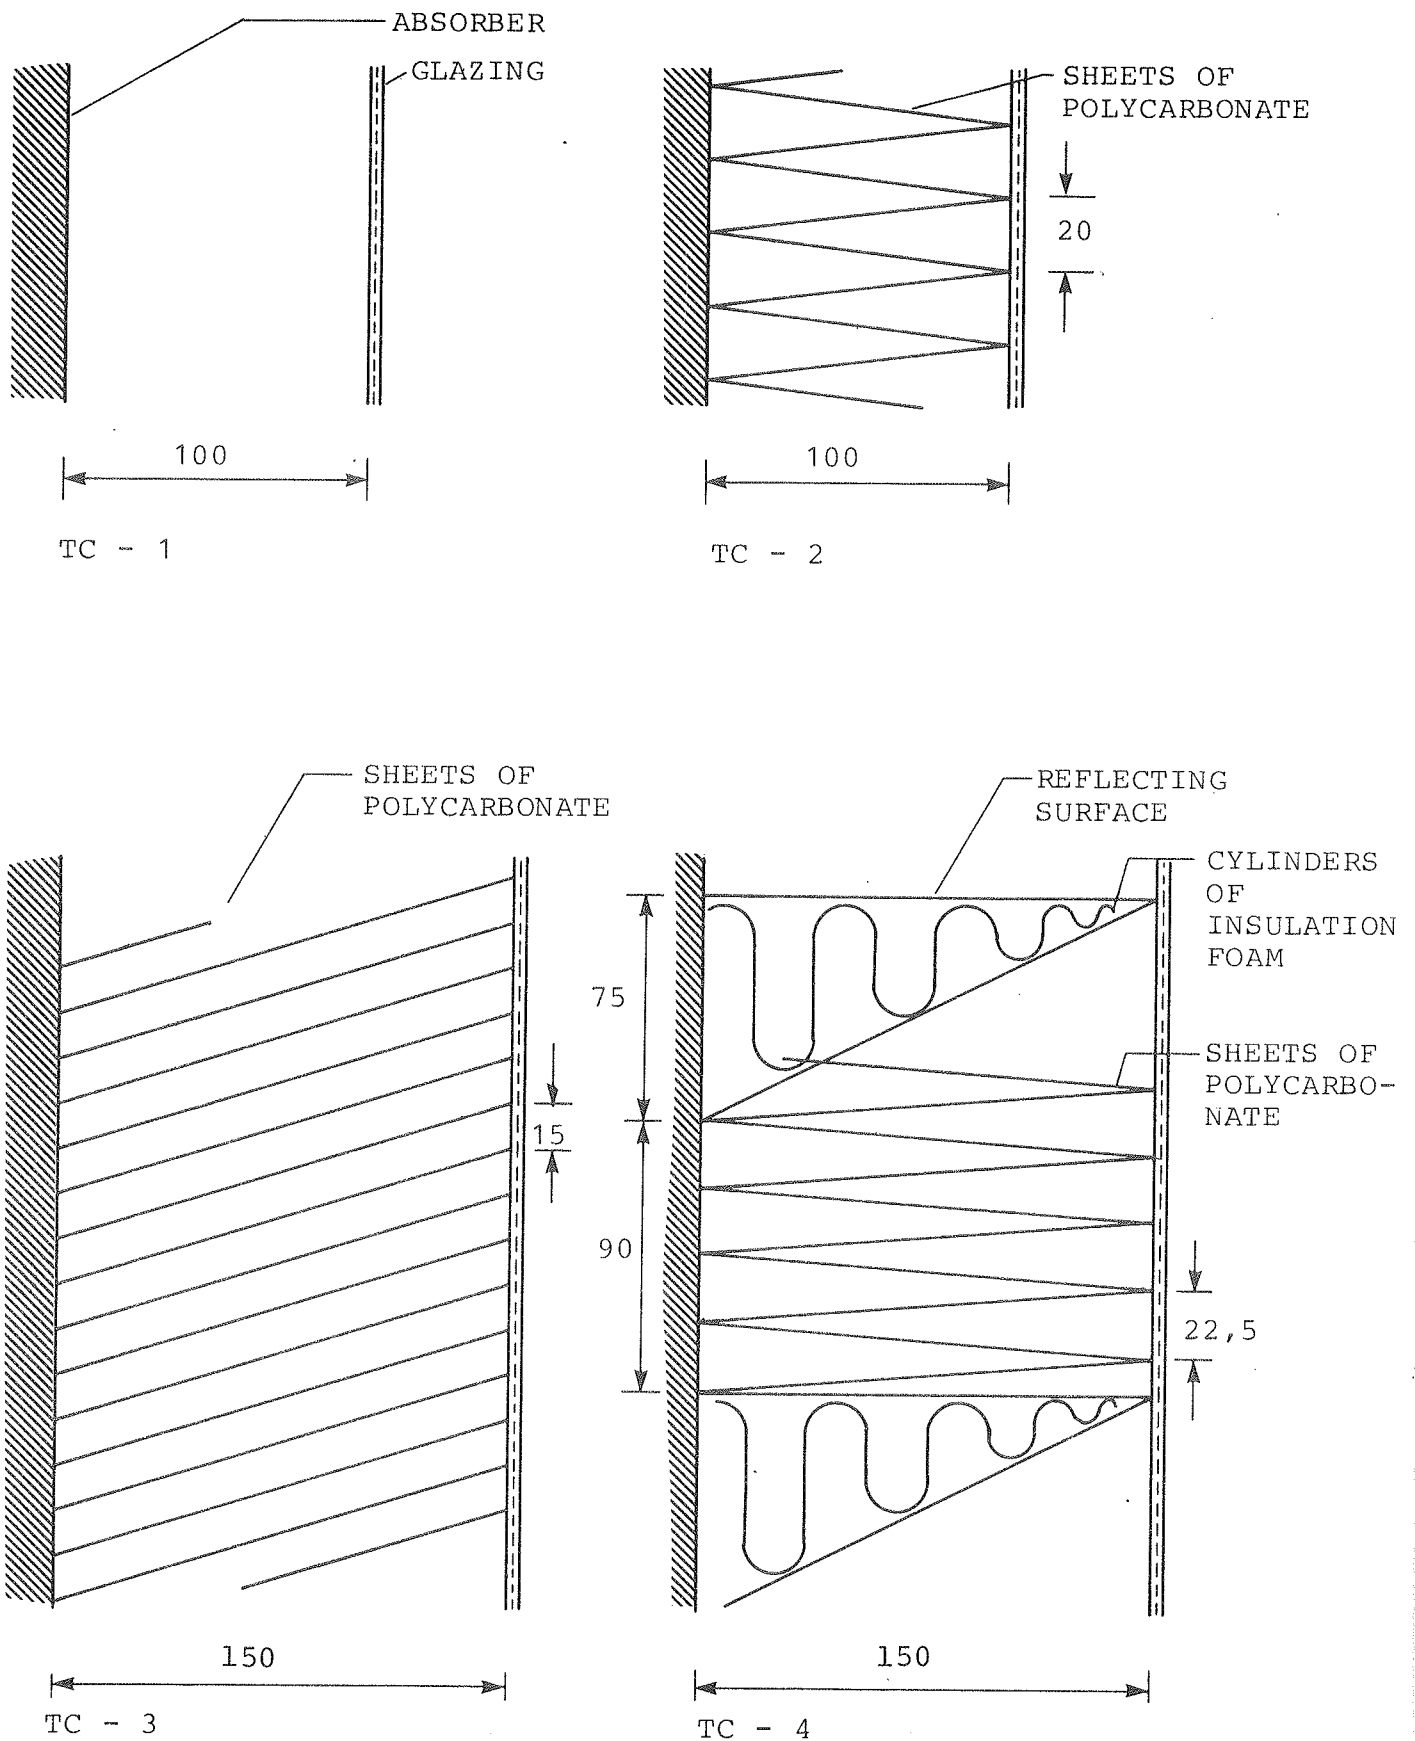 ABSORBER
GLAZING
100
TC - 1
SHEETS OF
POLYCARBONATE
20
100
TC - 2
SHEETS OF
POLYCARBONATE
15
150
TC - 3
REFLECTING
SURFACE
CYLINDERS
OF
INSULATION
FOAM
75
SHEETS OF
POLYCARBO-
NATE
90
22,5
150
TC - 4